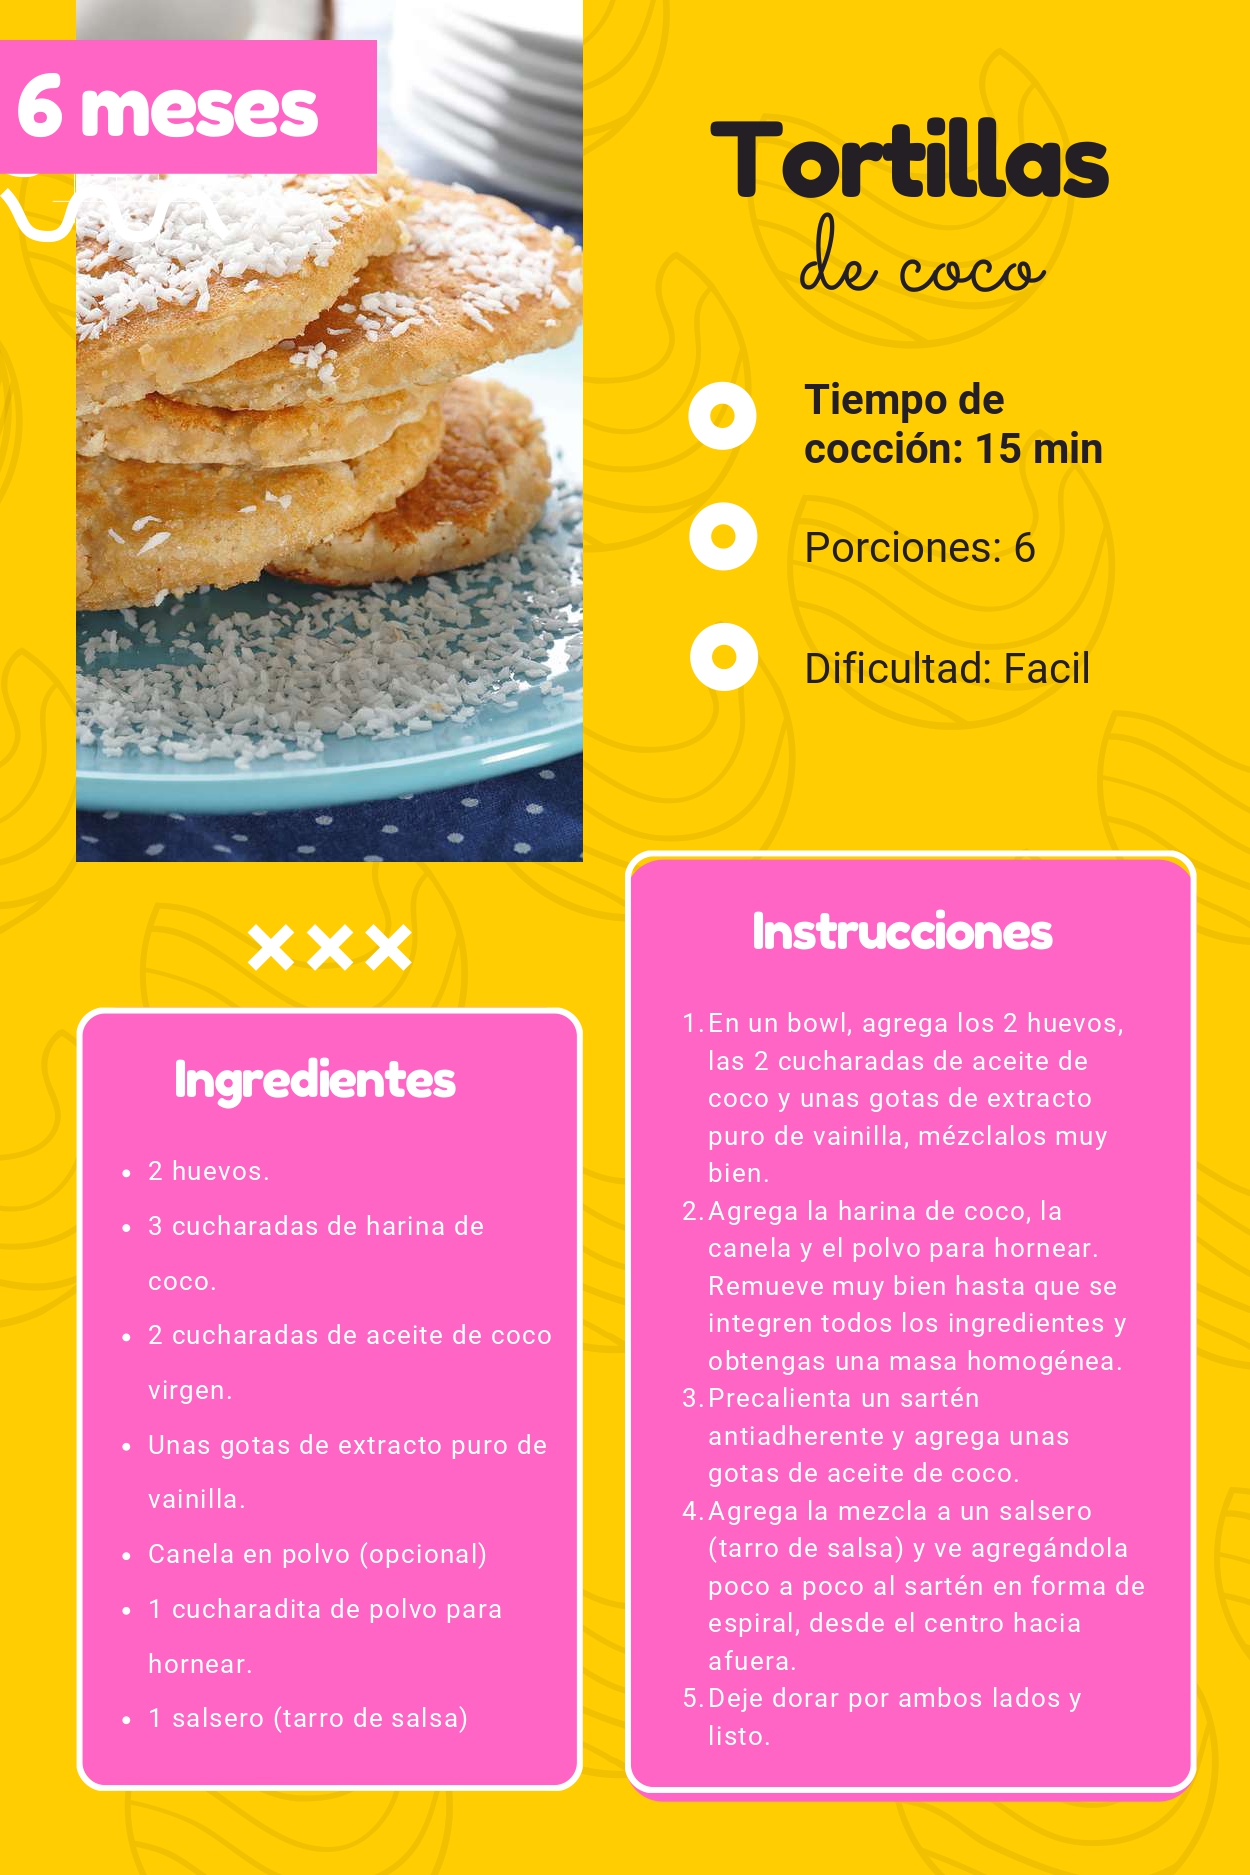 6 meses
Tortillas
de coco
Tiempo de
cocción: 15 min
Porciones: 6
Dificultad: Facil
Ingredientes
• 2 huevos.
• 3 cucharadas de harina de
coco.
• 2 cucharadas de aceite de coco
virgen.
• Unas gotas de extracto puro de
vainilla.
• Canela en polvo (opcional)
• 1 cucharadita de polvo para
hornear.
• 1 salsero (tarro de salsa)
Instrucciones
1. En un bowl, agrega los 2 huevos,
las 2 cucharadas de aceite de
coco y unas gotas de extracto
puro de vainilla, mézclalos muy
bien.
2. Agrega la harina de coco, la
canela y el polvo para hornear.
Remueve muy bien hasta que se
integren todos los ingredientes y
obtengas una masa homogénea.
3. Precalienta un sartén
antiadherente y agrega unas
gotas de aceite de coco.
4. Agrega la mezcla a un salsero
(tarro de salsa) y ve agregándola
poco a poco al sartén en forma de
espiral, desde el centro hacia
afuera.
5. Deje dorar por ambos lados y
listo.